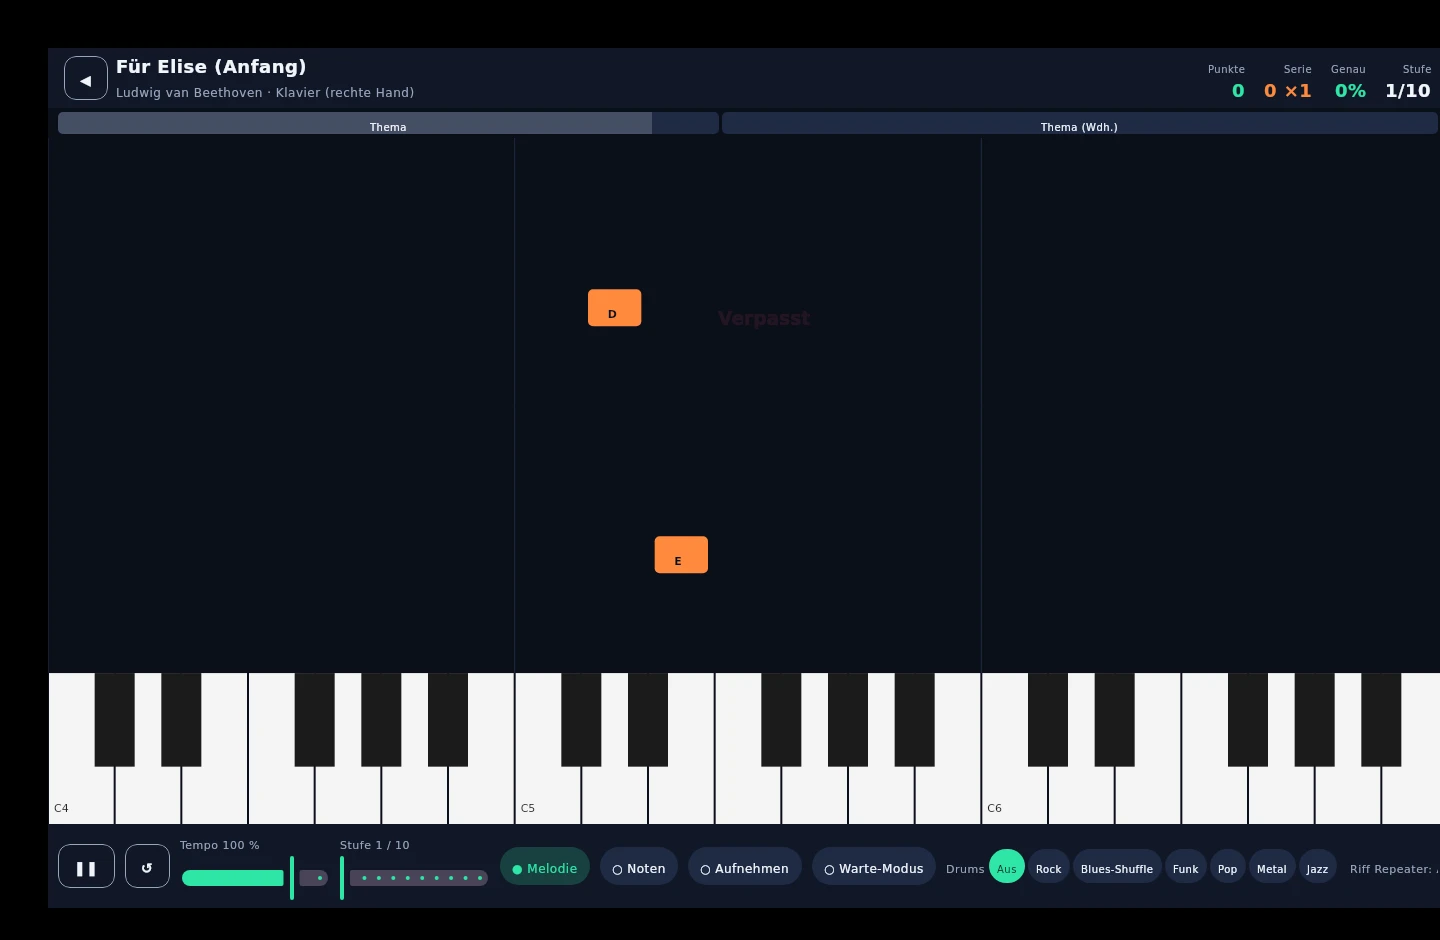 Für Elise (Anfang)
Ludwig van Beethoven · Klavier (rechte Hand)
Punkte Serie Genau Stufe
0 0 ×1 0% 1/10
Thema Thema (Wdh.)
D
Verpasst
E
C4 C5 C6
Tempo 100 % Stufe 1 / 10
Melodie Noten Aufnehmen Warte-Modus Drums Aus Rock Blues-Shuffle Funk Pop Metal Jazz Riff Repeater: